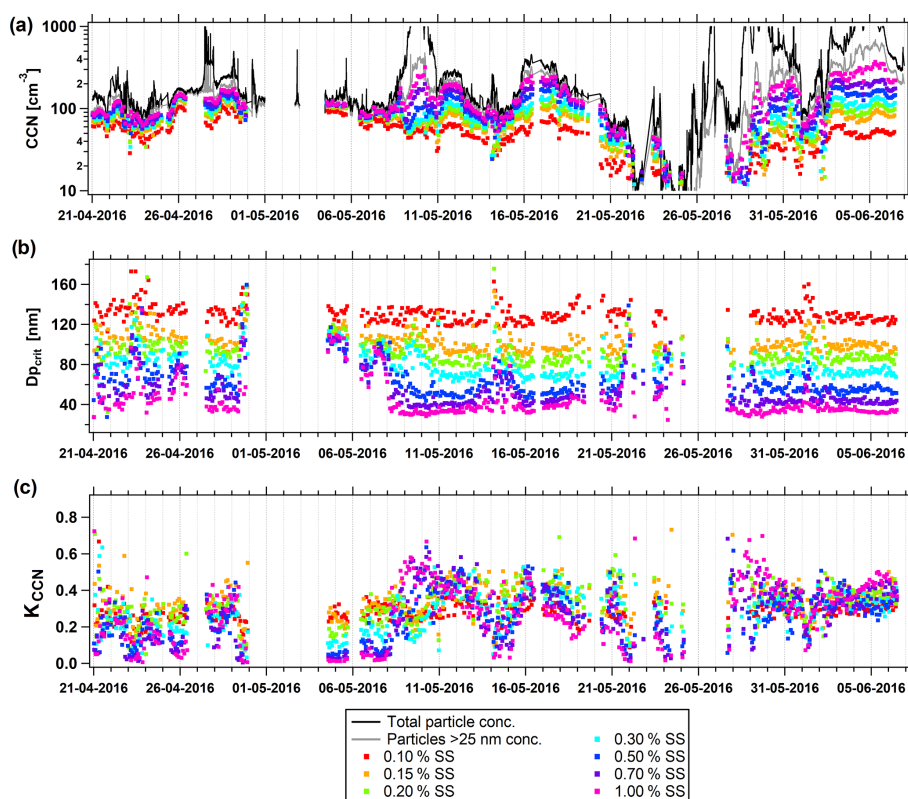 (a)
CCN [cm⁻³]
1000
4
2
100
4
2
10
21-04-2016 26-04-2016 01-05-2016 06-05-2016 11-05-2016 16-05-2016 21-05-2016 26-05-2016 31-05-2016 05-06-2016
(b)
Dp_crit [nm]
160
120
80
40
21-04-2016 26-04-2016 01-05-2016 06-05-2016 11-05-2016 16-05-2016 21-05-2016 26-05-2016 31-05-2016 05-06-2016
(c)
K_CCN
0.8
0.6
0.4
0.2
0.0
21-04-2016 26-04-2016 01-05-2016 06-05-2016 11-05-2016 16-05-2016 21-05-2016 26-05-2016 31-05-2016 05-06-2016
Total particle conc.
Particles >25 nm conc.
0.10 % SS
0.15 % SS
0.20 % SS
0.30 % SS
0.50 % SS
0.70 % SS
1.00 % SS